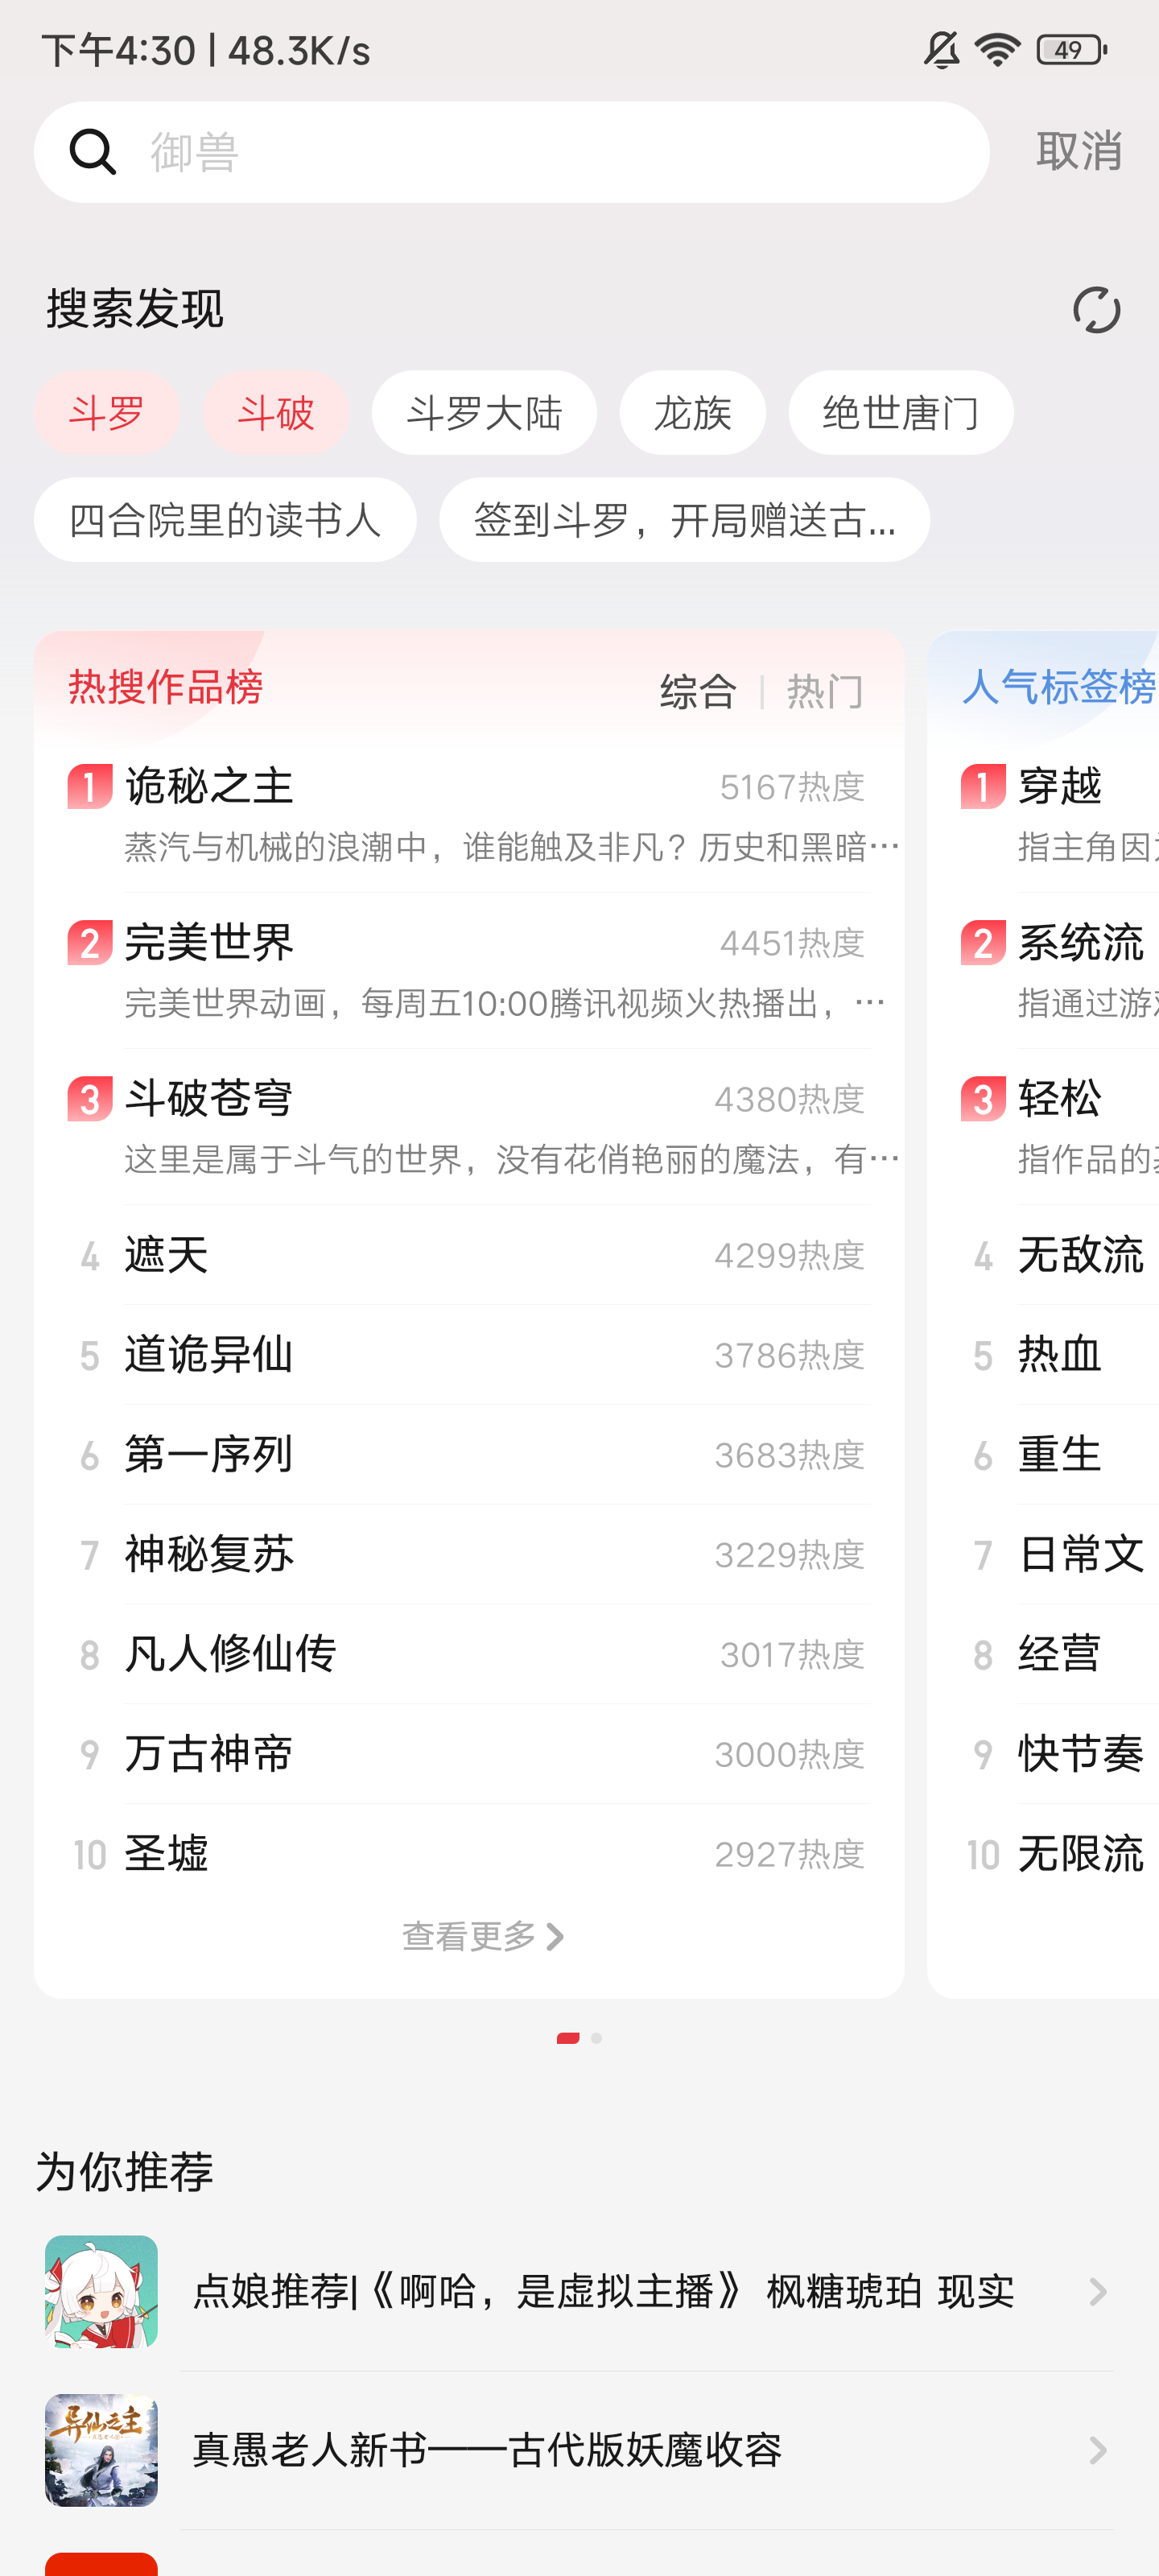 下午4:30 | 48.3K/s
49
御兽
取消
搜索发现
斗罗
斗破
斗罗大陆
龙族
绝世唐门
四合院里的读书人
签到斗罗，开局赠送古...
热搜作品榜
综合 | 热门
1 诡秘之主 5167热度
蒸汽与机械的浪潮中，谁能触及非凡？历史和黑暗…
2 完美世界 4451热度
完美世界动画，每周五10:00腾讯视频火热播出，…
3 斗破苍穹 4380热度
这里是属于斗气的世界，没有花俏艳丽的魔法，有…
4 遮天 4299热度
5 道诡异仙 3786热度
6 第一序列 3683热度
7 神秘复苏 3229热度
8 凡人修仙传 3017热度
9 万古神帝 3000热度
10 圣墟 2927热度
查看更多
人气标签榜
1 穿越
指主角因
2 系统流
指通过游
3 轻松
指作品的
4 无敌流
5 热血
6 重生
7 日常文
8 经营
9 快节奏
10 无限流
为你推荐
点娘推荐|《啊哈，是虚拟主播》 枫糖琥珀 现实
异仙之主
真愚老人新书——古代版妖魔收容